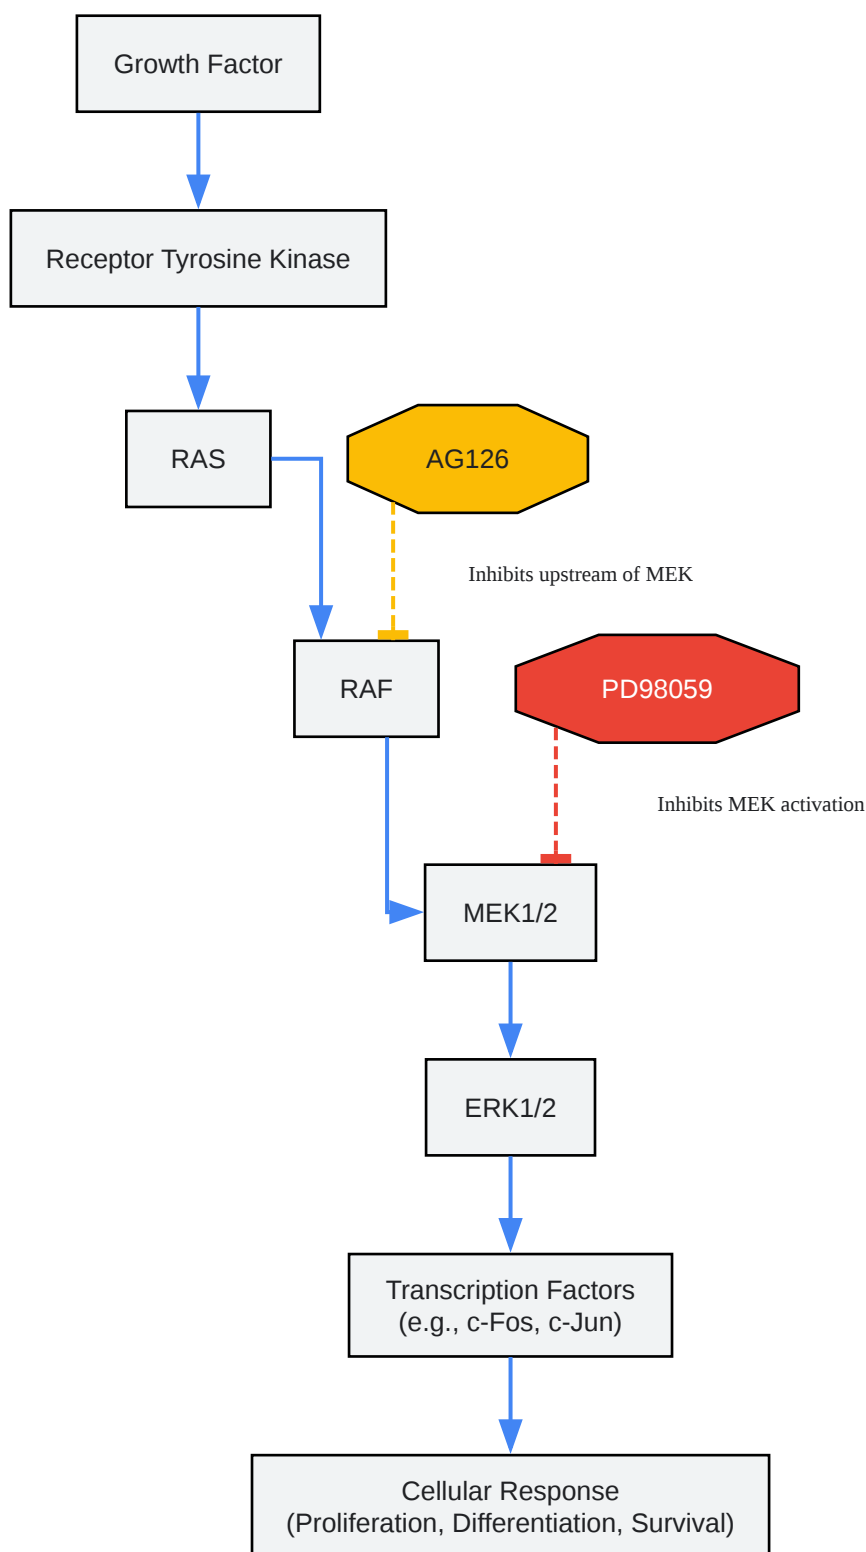 Growth Factor
Receptor Tyrosine Kinase
RAS
AG126
Inhibits upstream of MEK
RAF
PD98059
Inhibits MEK activation
MEK1/2
ERK1/2
Transcription Factors
(e.g., c-Fos, c-Jun)
Cellular Response
(Proliferation, Differentiation, Survival)